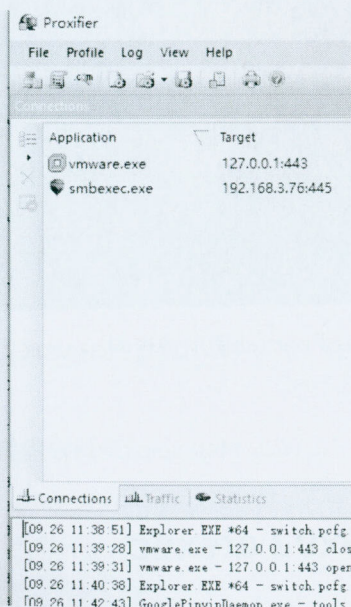 Proxifier
File Profile Log View Help
Connections
Application Target
vmware.exe 127.0.0.1:443
smbexec.exe 192.168.3.76:445
Connections Traffic Statistics
[09.26 11:38:51] Explorer.EXE *64 - switch.pcfg.
[09.26 11:39:28] vmware.exe - 127.0.0.1:443 clos
[09.26 11:39:31] vmware.exe - 127.0.0.1:443 open
[09.26 11:40:38] Explorer.EXE *64 - switch.pcfg.
[09.26 11:42:43] GooglePinyinDaemon.exe - tools.